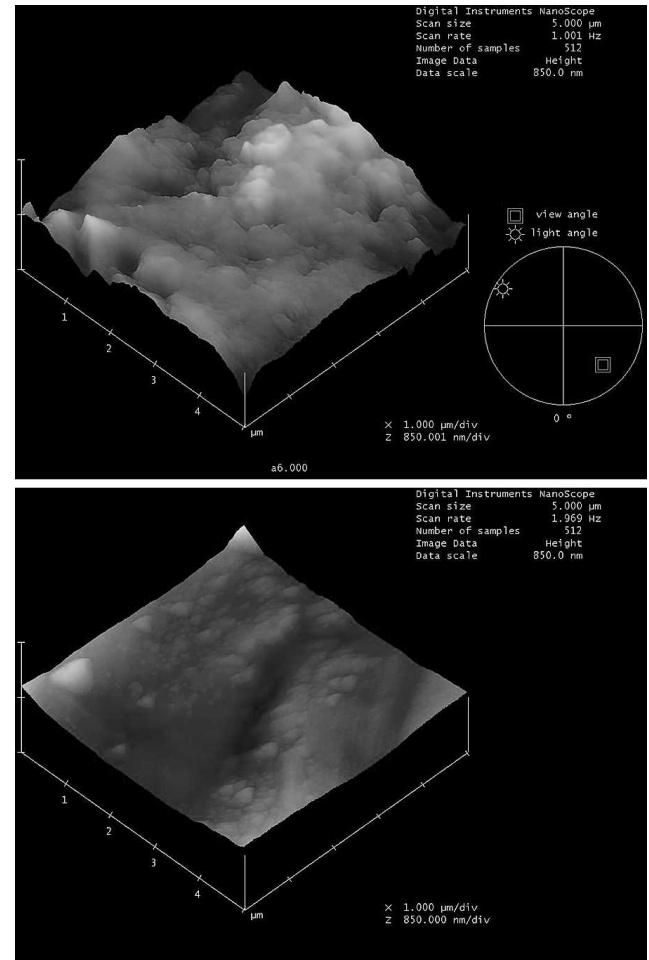 Digital Instruments NanoScope
Scan size 5.000 µm
Scan rate 1.001 Hz
Number of samples 512
Image Data Height
Data scale 850.0 nm
view angle
light angle
1
2
3
4
µm
0 °
X 1.000 µm/div
Z 850.001 nm/div
a6.000
Digital Instruments NanoScope
Scan size 5.000 µm
Scan rate 1.969 Hz
Number of samples 512
Image Data Height
Data scale 850.0 nm
1
2
3
4
µm
X 1.000 µm/div
Z 850.000 nm/div